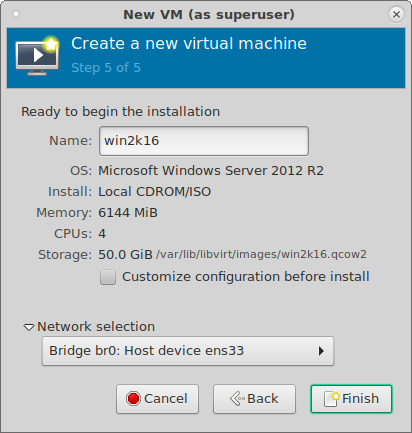 New VM (as superuser)
Create a new virtual machine
Step 5 of 5
Ready to begin the installation
Name: win2k16
OS: Microsoft Windows Server 2012 R2
Install: Local CDROM/ISO
Memory: 6144 MiB
CPUs: 4
Storage: 50.0 GiB /var/lib/libvirt/images/win2k16.qcow2
Customize configuration before install
Network selection
Bridge br0: Host device ens33
Cancel Back Finish